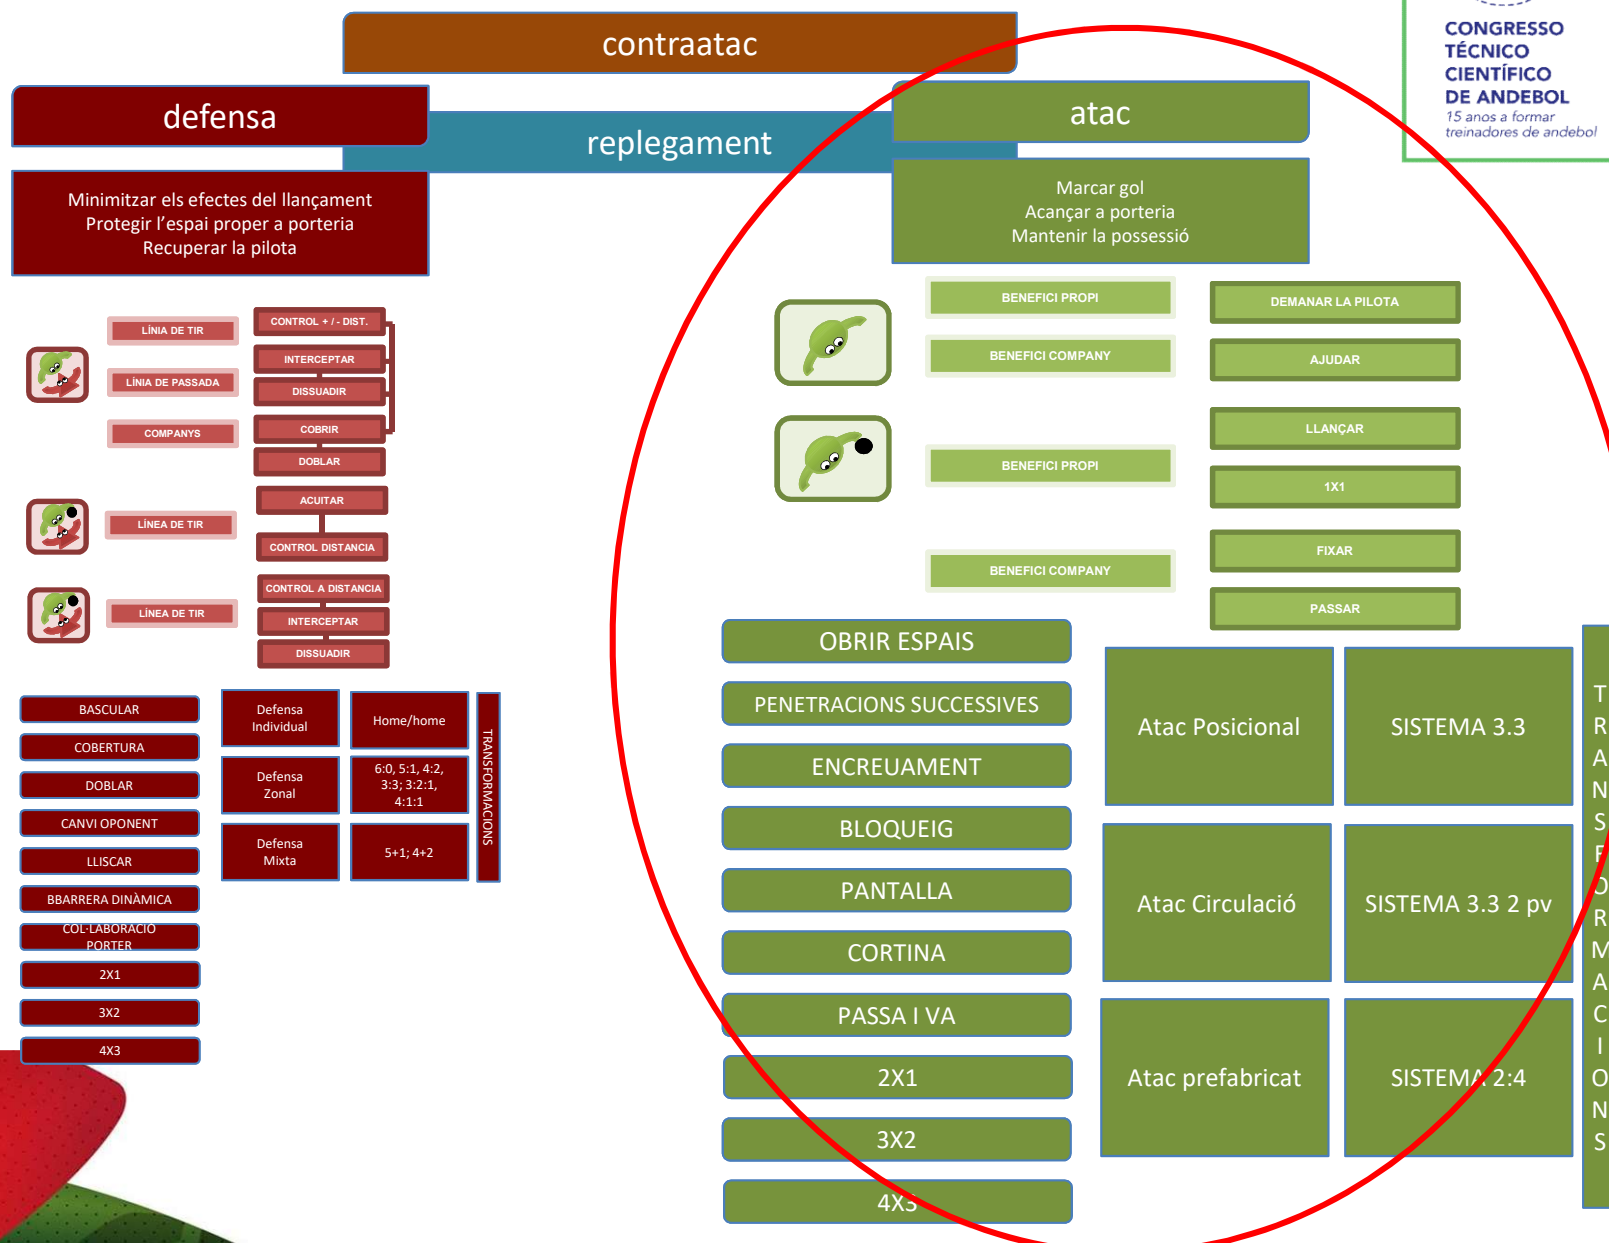 contraatac
CONGRESSO
TÉCNICO
CIENTÍFICO
DE ANDEBOL
15 anos a formar
treinadores de andebol
defensa
replegament
atac
Minimitzar els efectes del llançament
Protegir l'espai proper a porteria
Recuperar la pilota
Marcar gol
Acançar a porteria
Mantenir la possessió
LÍNIA DE TIR
LÍNIA DE PASSADA
COMPANYS
CONTROL + / - DIST.
INTERCEPTAR
DISSUADIR
COBRIR
DOBLAR
LÍNEA DE TIR
ACUITAR
CONTROL DISTANCIA
LÍNEA DE TIR
CONTROL A DISTANCIA
INTERCEPTAR
DISSUADIR
BASCULAR
COBERTURA
DOBLAR
CANVI OPONENT
LLISCAR
BBARRERA DINÀMICA
COL·LABORACIÓ
PORTER
2X1
3X2
4X3
Defensa
Individual
Home/home
Defensa
Zonal
6:0, 5:1, 4:2,
3:3; 3:2:1,
4:1:1
Defensa
Mixta
5+1; 4+2
TRANSFORMACIONS
BENEFICI PROPI
DEMANAR LA PILOTA
BENEFICI COMPANY
AJUDAR
BENEFICI PROPI
LLANÇAR
1X1
BENEFICI COMPANY
FIXAR
PASSAR
OBRIR ESPAIS
PENETRACIONS SUCCESSIVES
ENCREUAMENT
BLOQUEIG
PANTALLA
CORTINA
PASSA I VA
2X1
3X2
4X3
Atac Posicional
SISTEMA 3.3
Atac Circulació
SISTEMA 3.3 2 pv
Atac prefabricat
SISTEMA 2:4
TRANSFORMACIONS